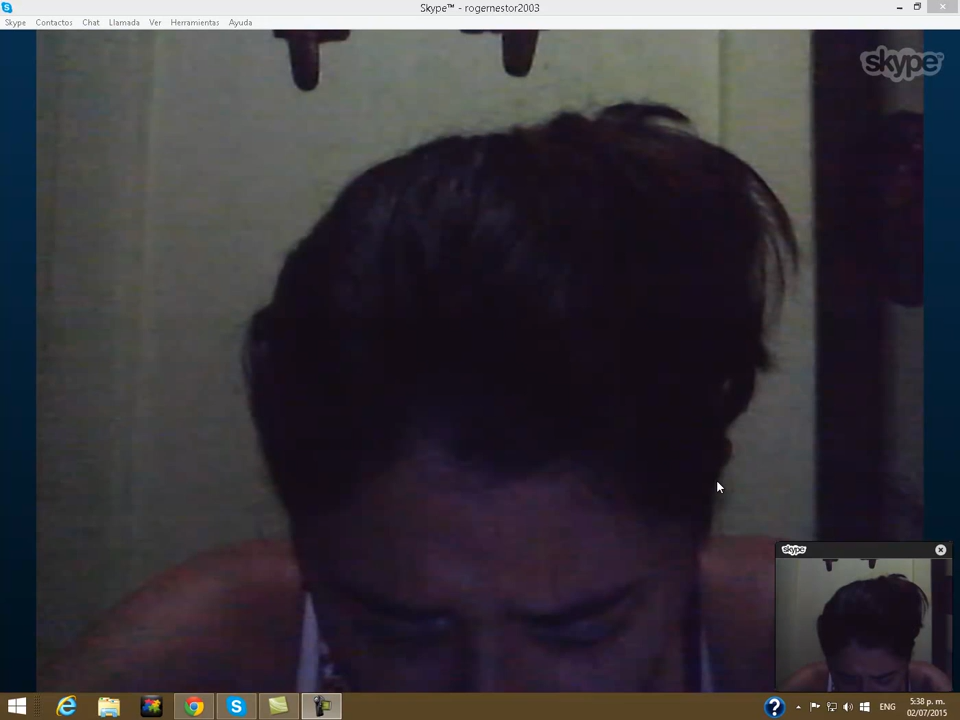 Skype™ - rogernestor2003
Skype Contactos Chat Llamada Ver Herramientas Ayuda
skype
skype
ENG
5:38 p. m.
02/07/2015